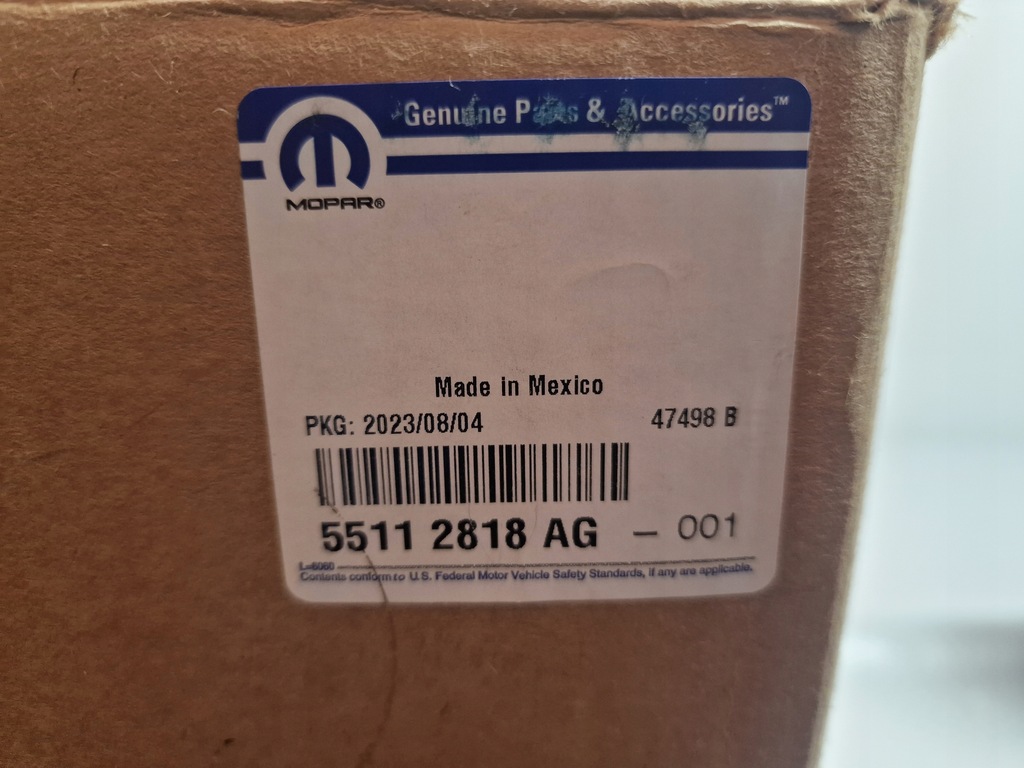 Genuine Parts & Accessories™
MOPAR®
Made in Mexico
PKG: 2023/08/04 47498 B
5511 2818 AG – 001
L=6060
Contents conform to U.S. Federal Motor Vehicle Safety Standards, if any are applicable.